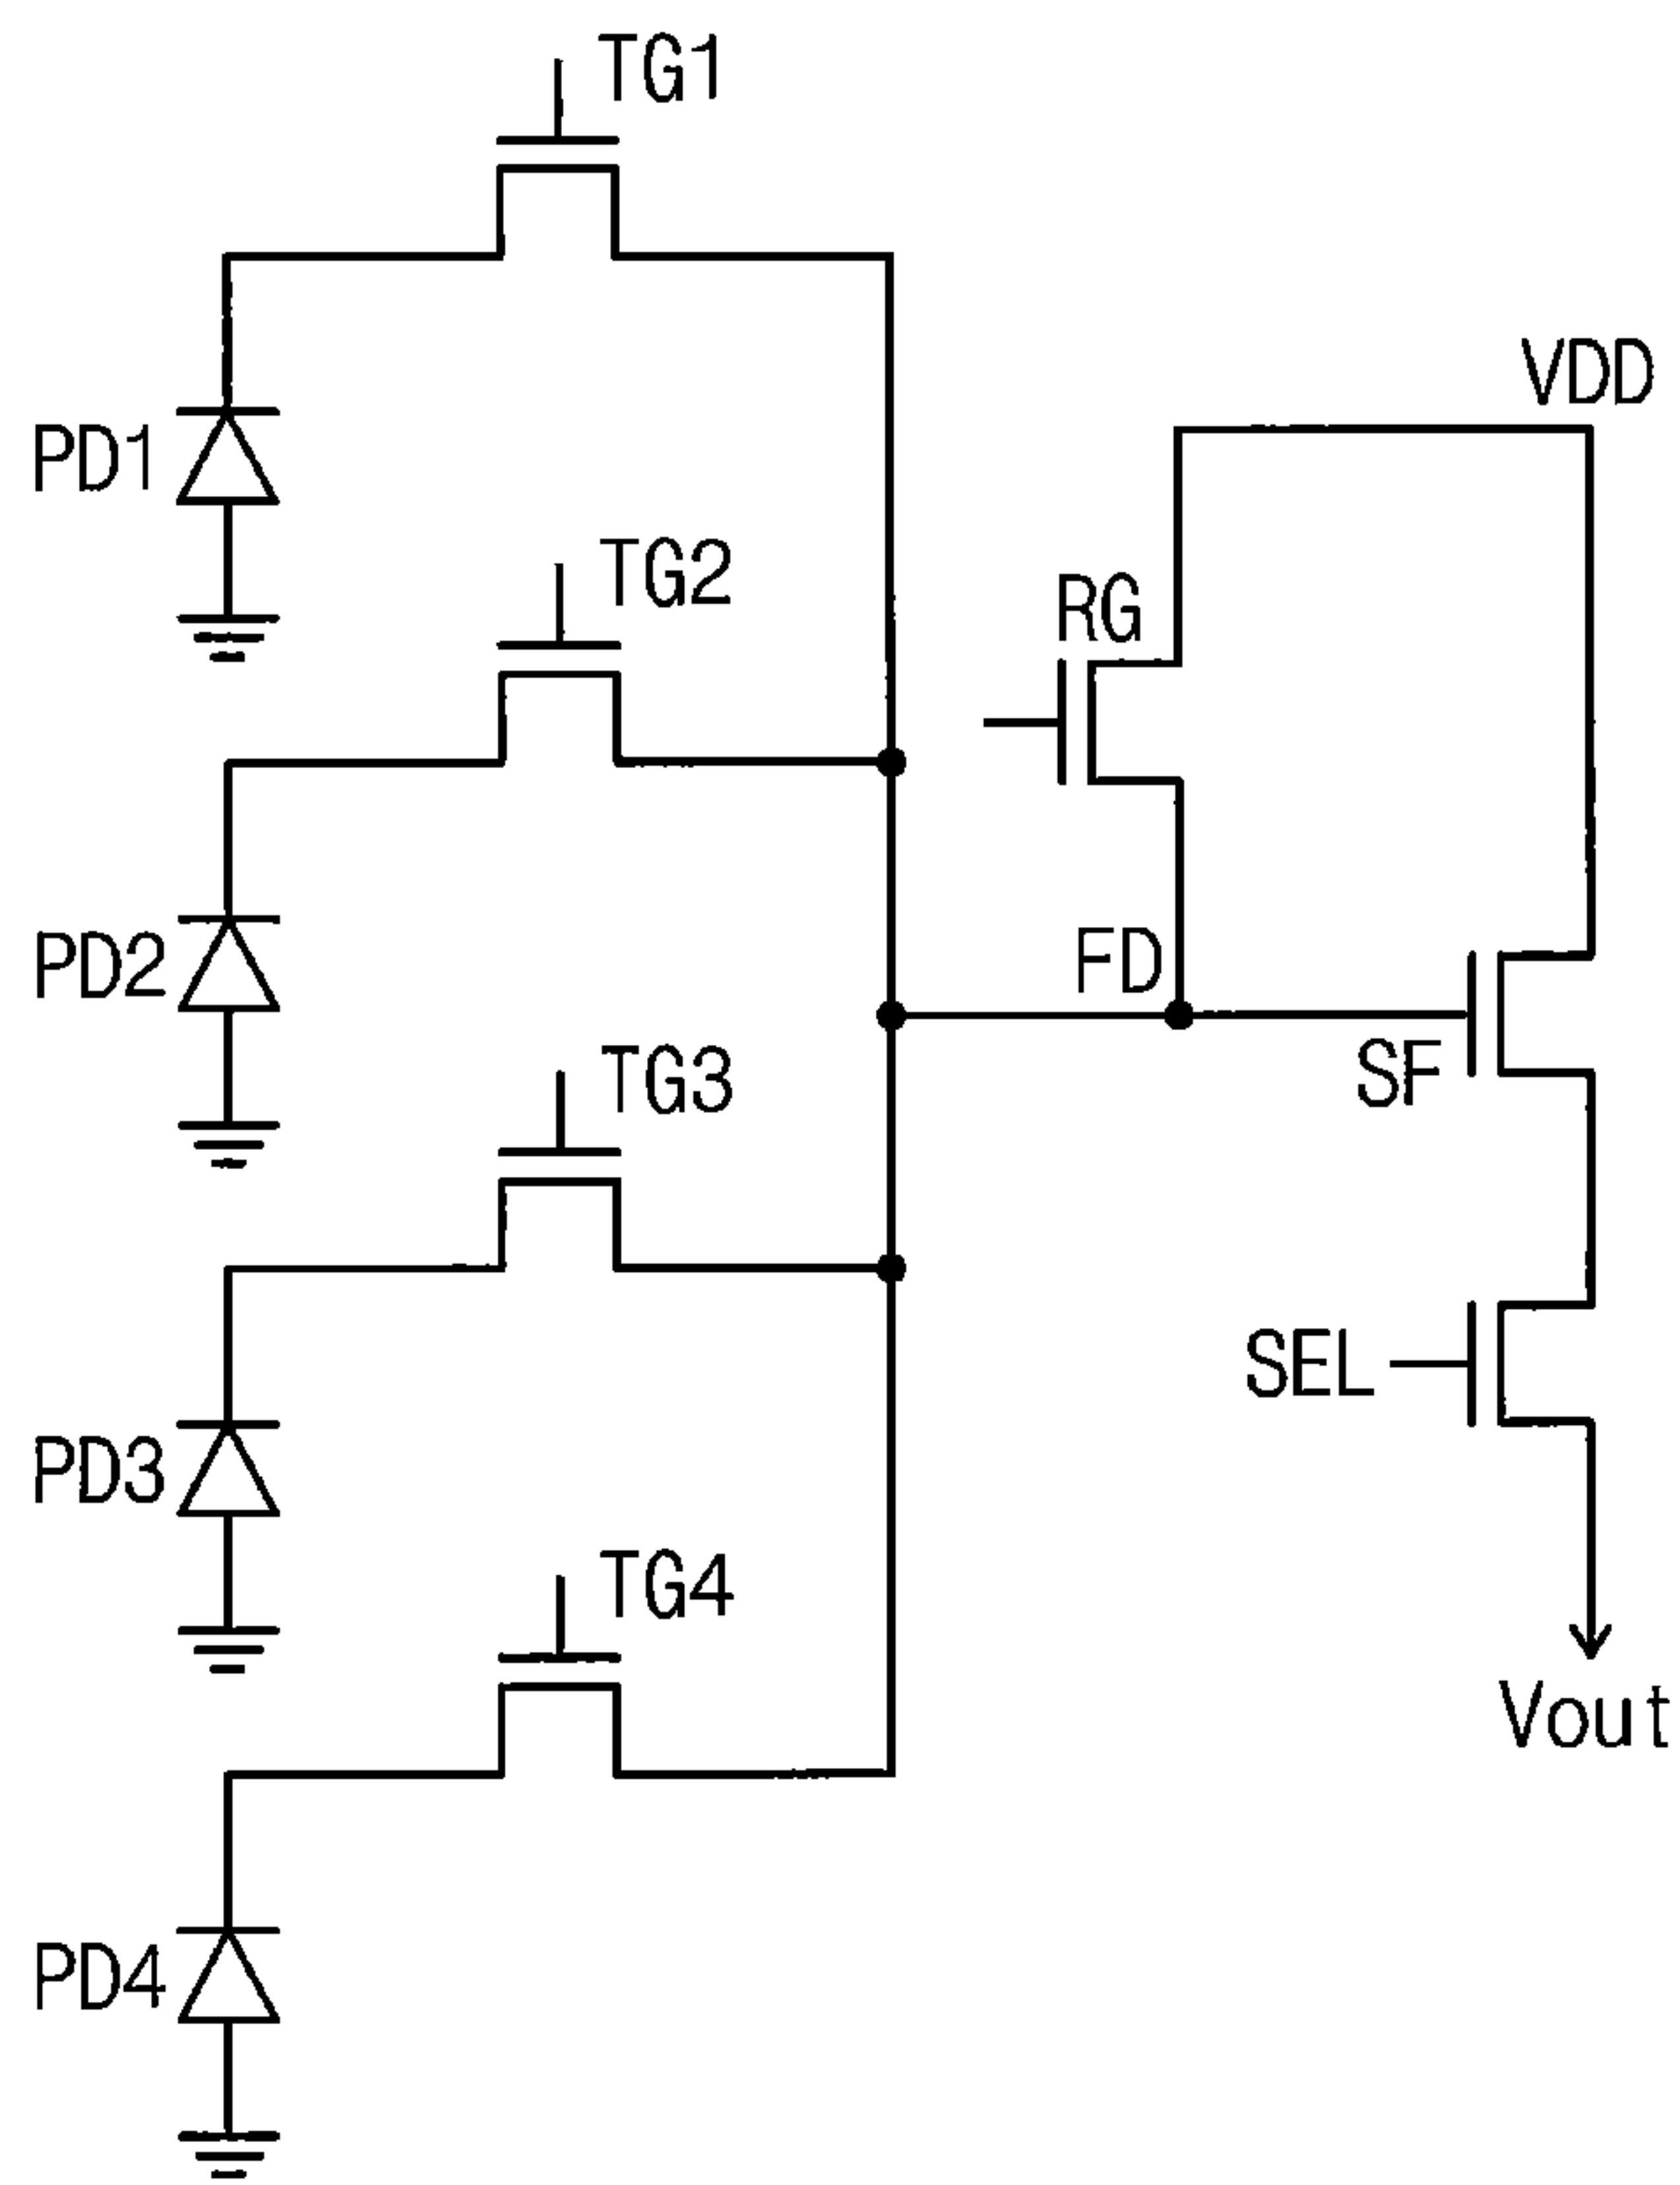 TG1
VDD
PD1
TG2
RG
PD2
FD
TG3
SF
SEL
PD3
TG4
Vout
PD4